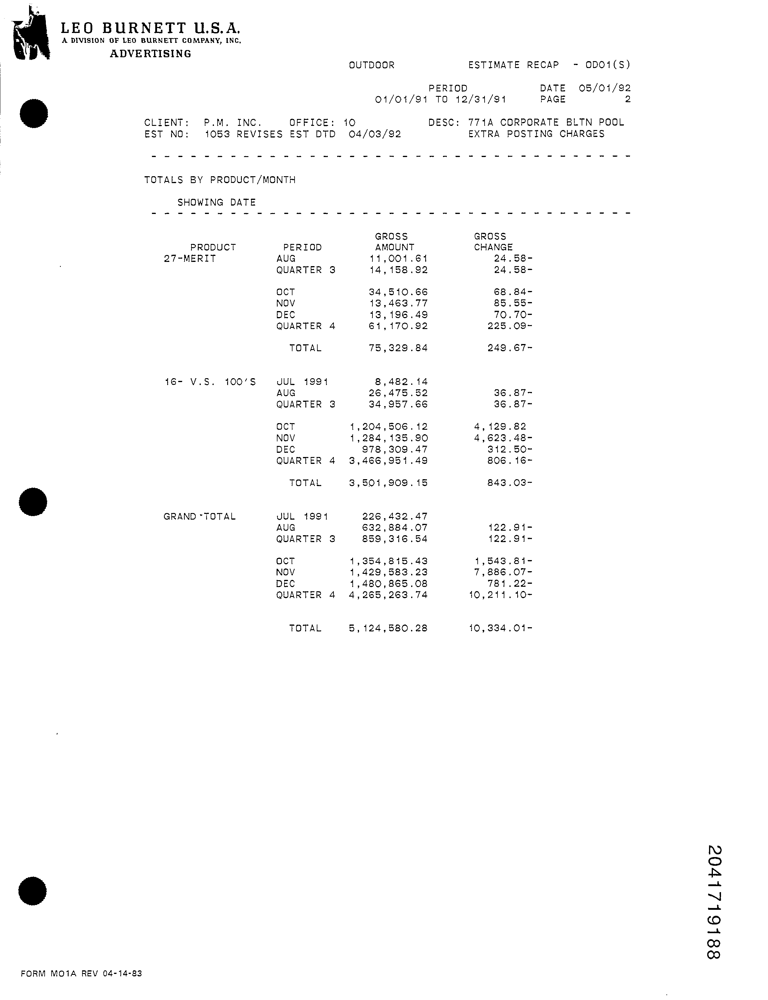 LEO BURNETT U.S.A.
A DIVISION OF LEO BURNETT COMPANY, INC.
ADVERTISING
OUTDOOR ESTIMATE RECAP - OD01(S)
PERIOD DATE 05/01/92
01/01/91 TO 12/31/91 PAGE 2
CLIENT: P.M. INC. OFFICE: 10 DESC: 771A CORPORATE BLTN POOL
EST NO: 1053 REVISES EST DTD 04/03/92 EXTRA POSTING CHARGES
TOTALS BY PRODUCT/MONTH
SHOWING DATE
GROSS GROSS
PRODUCT PERIOD AMOUNT CHANGE
27-MERIT AUG 11,001.61 24.58-
QUARTER 3 14,158.92 24.58-
OCT 34,510.66 68.84-
NOV 13,463.77 85.55-
DEC 13,196.49 70.70-
QUARTER 4 61,170.92 225.09-
TOTAL 75,329.84 249.67-
16- V.S. 100'S JUL 1991 8,482.14
AUG 26,475.52 36.87-
QUARTER 3 34,957.66 36.87-
OCT 1,204,506.12 4,129.82
NOV 1,284,135.90 4,623.48-
DEC 978,309.47 312.50-
QUARTER 4 3,466,951.49 806.16-
TOTAL 3,501,909.15 843.03-
GRAND TOTAL JUL 1991 226,432.47
AUG 632,884.07 122.91-
QUARTER 3 859,316.54 122.91-
OCT 1,354,815.43 1,543.81-
NOV 1,429,583.23 7,886.07-
DEC 1,480,865.08 781.22-
QUARTER 4 4,265,263.74 10,211.10-
TOTAL 5,124,580.28 10,334.01-
2041719188
FORM MO1A REV 04-14-83